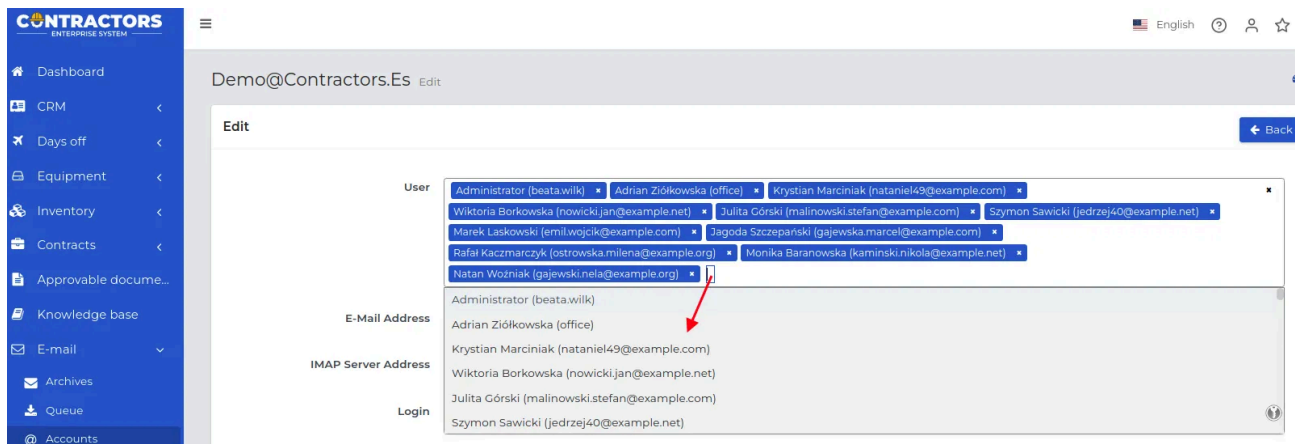 CONTRACTORS
ENTERPRISE SYSTEM
English
Dashboard
CRM
Days off
Equipment
Inventory
Contracts
Approvable docume...
Knowledge base
E-mail
Archives
Queue
@ Accounts
Demo@Contractors.Es Edit
Edit
Back
User
Administrator (beata.wilk) × Adrian Ziółkowska (office) × Krystian Marciniak (nataniel49@example.com) ×
Wiktoria Borkowska (nowicki.jan@example.net) × Julita Górski (malinowski.stefan@example.com) × Szymon Sawicki (jedrzej40@example.net) ×
Marek Laskowski (emil.wojcik@example.com) × Jagoda Szczepański (gajewska.marcel@example.com) ×
Rafał Kaczmarczyk (ostrowska.milena@example.org) × Monika Baranowska (kaminski.nikola@example.net) ×
Natan Woźniak (gajewski.nela@example.org) ×
Administrator (beata.wilk)
Adrian Ziółkowska (office)
Krystian Marciniak (nataniel49@example.com)
Wiktoria Borkowska (nowicki.jan@example.net)
Julita Górski (malinowski.stefan@example.com)
Szymon Sawicki (jedrzej40@example.net)
E-Mail Address
IMAP Server Address
Login